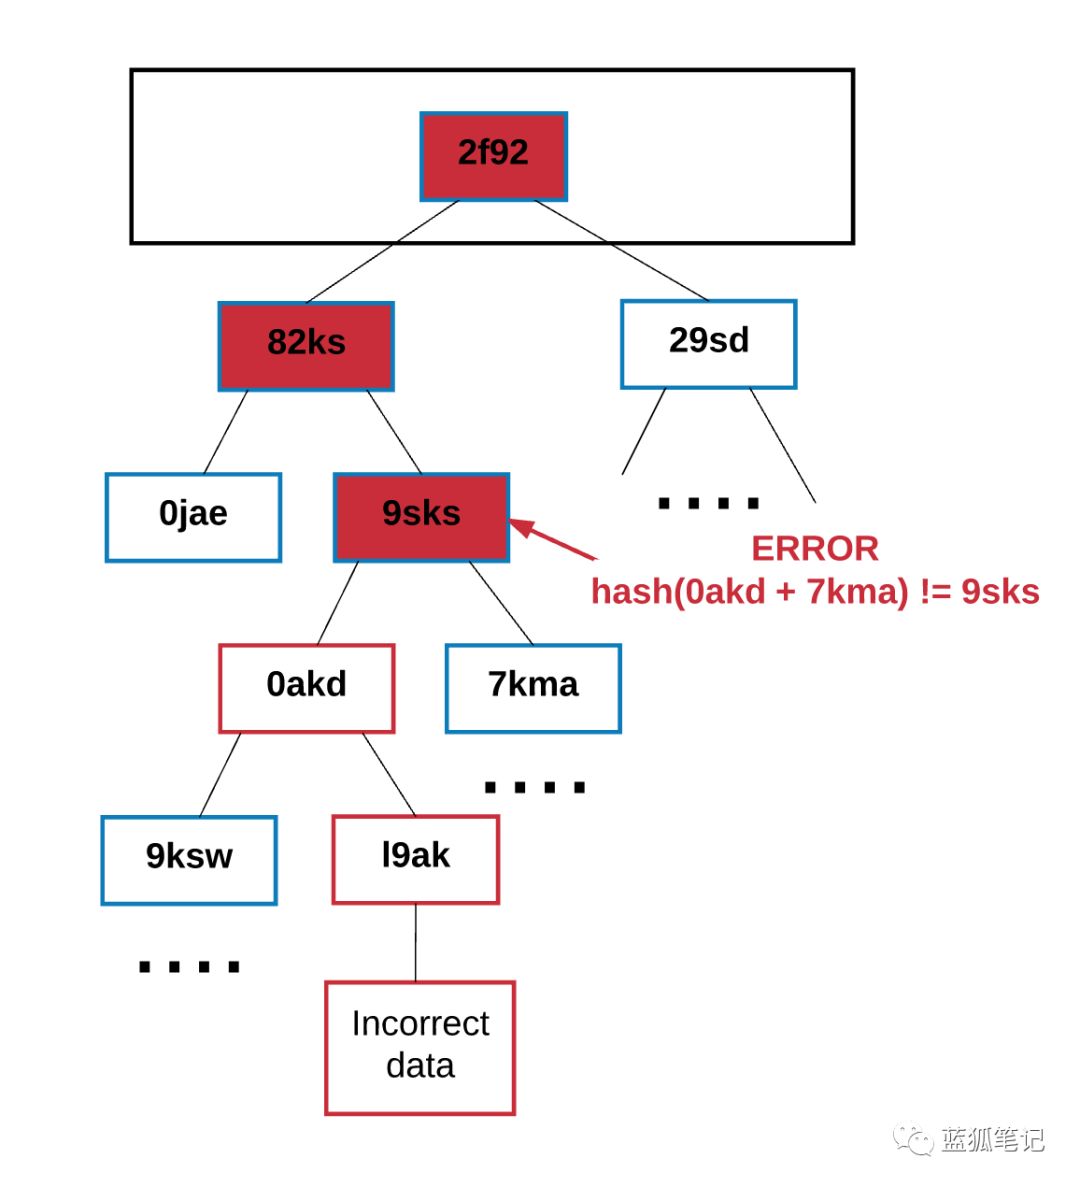 2f92
82ks
29sd
0jae
9sks
ERROR
hash(0akd + 7kma) != 9sks
0akd
7kma
9ksw
l9ak
Incorrect
data
蓝狐笔记